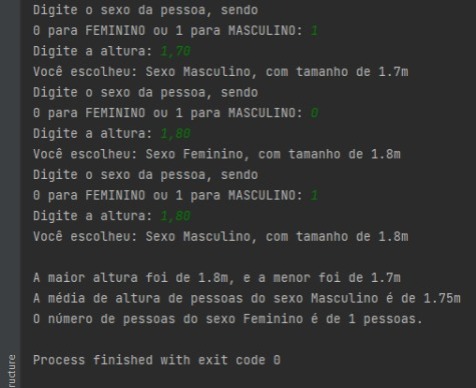 Digite o sexo da pessoa, sendo
0 para FEMININO ou 1 para MASCULINO: 1
Digite a altura: 1,70
Você escolheu: Sexo Masculino, com tamanho de 1.7m
Digite o sexo da pessoa, sendo
0 para FEMININO ou 1 para MASCULINO: 0
Digite a altura: 1,80
Você escolheu: Sexo Feminino, com tamanho de 1.8m
Digite o sexo da pessoa, sendo
0 para FEMININO ou 1 para MASCULINO: 1
Digite a altura: 1,80
Você escolheu: Sexo Masculino, com tamanho de 1.8m
A maior altura foi de 1.8m, e a menor foi de 1.7m
A média de altura de pessoas do sexo Masculino é de 1.75m
O número de pessoas do sexo Feminino é de 1 pessoas.
Process finished with exit code 0
ructure